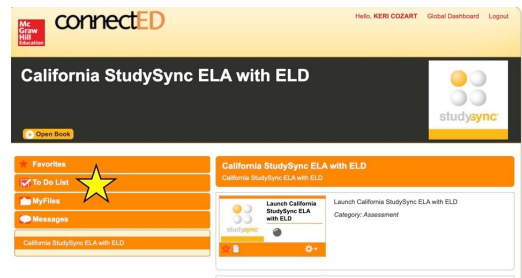 Mc
Graw
Hill
Education
connectED
Hello, KERI COZART Global Dashboard Logout
California StudySync ELA with ELD
studysync
Open Book
Favorites
To Do List
MyFiles
Messages
California StudySync ELA with ELD
California StudySync ELA with ELD
California StudySync ELA with ELD
Launch California
StudySync ELA
with ELD
studysync
Launch California StudySync ELA with ELD
Category: Assessment